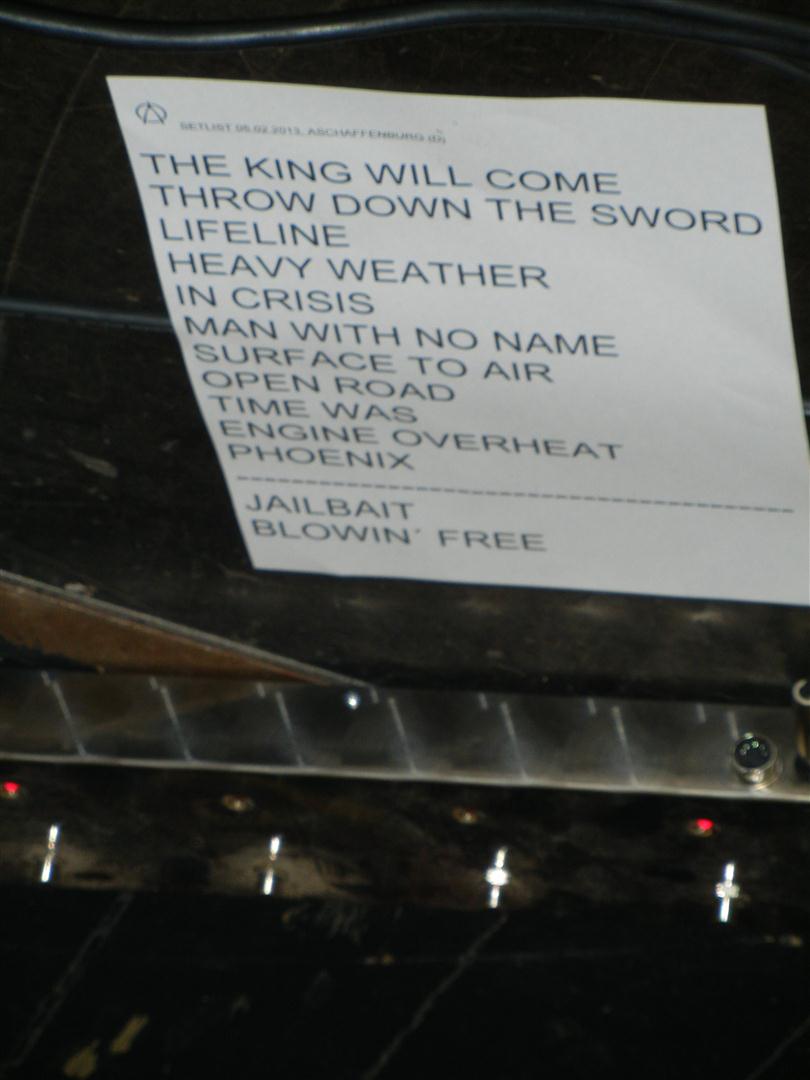 SETLIST 05.02.2013, ASCHAFFENBURG (D)
THE KING WILL COME
THROW DOWN THE SWORD
LIFELINE
HEAVY WEATHER
IN CRISIS
MAN WITH NO NAME
SURFACE TO AIR
OPEN ROAD
TIME WAS
ENGINE OVERHEAT
PHOENIX
--------------------------------------------------
JAILBAIT
BLOWIN´ FREE